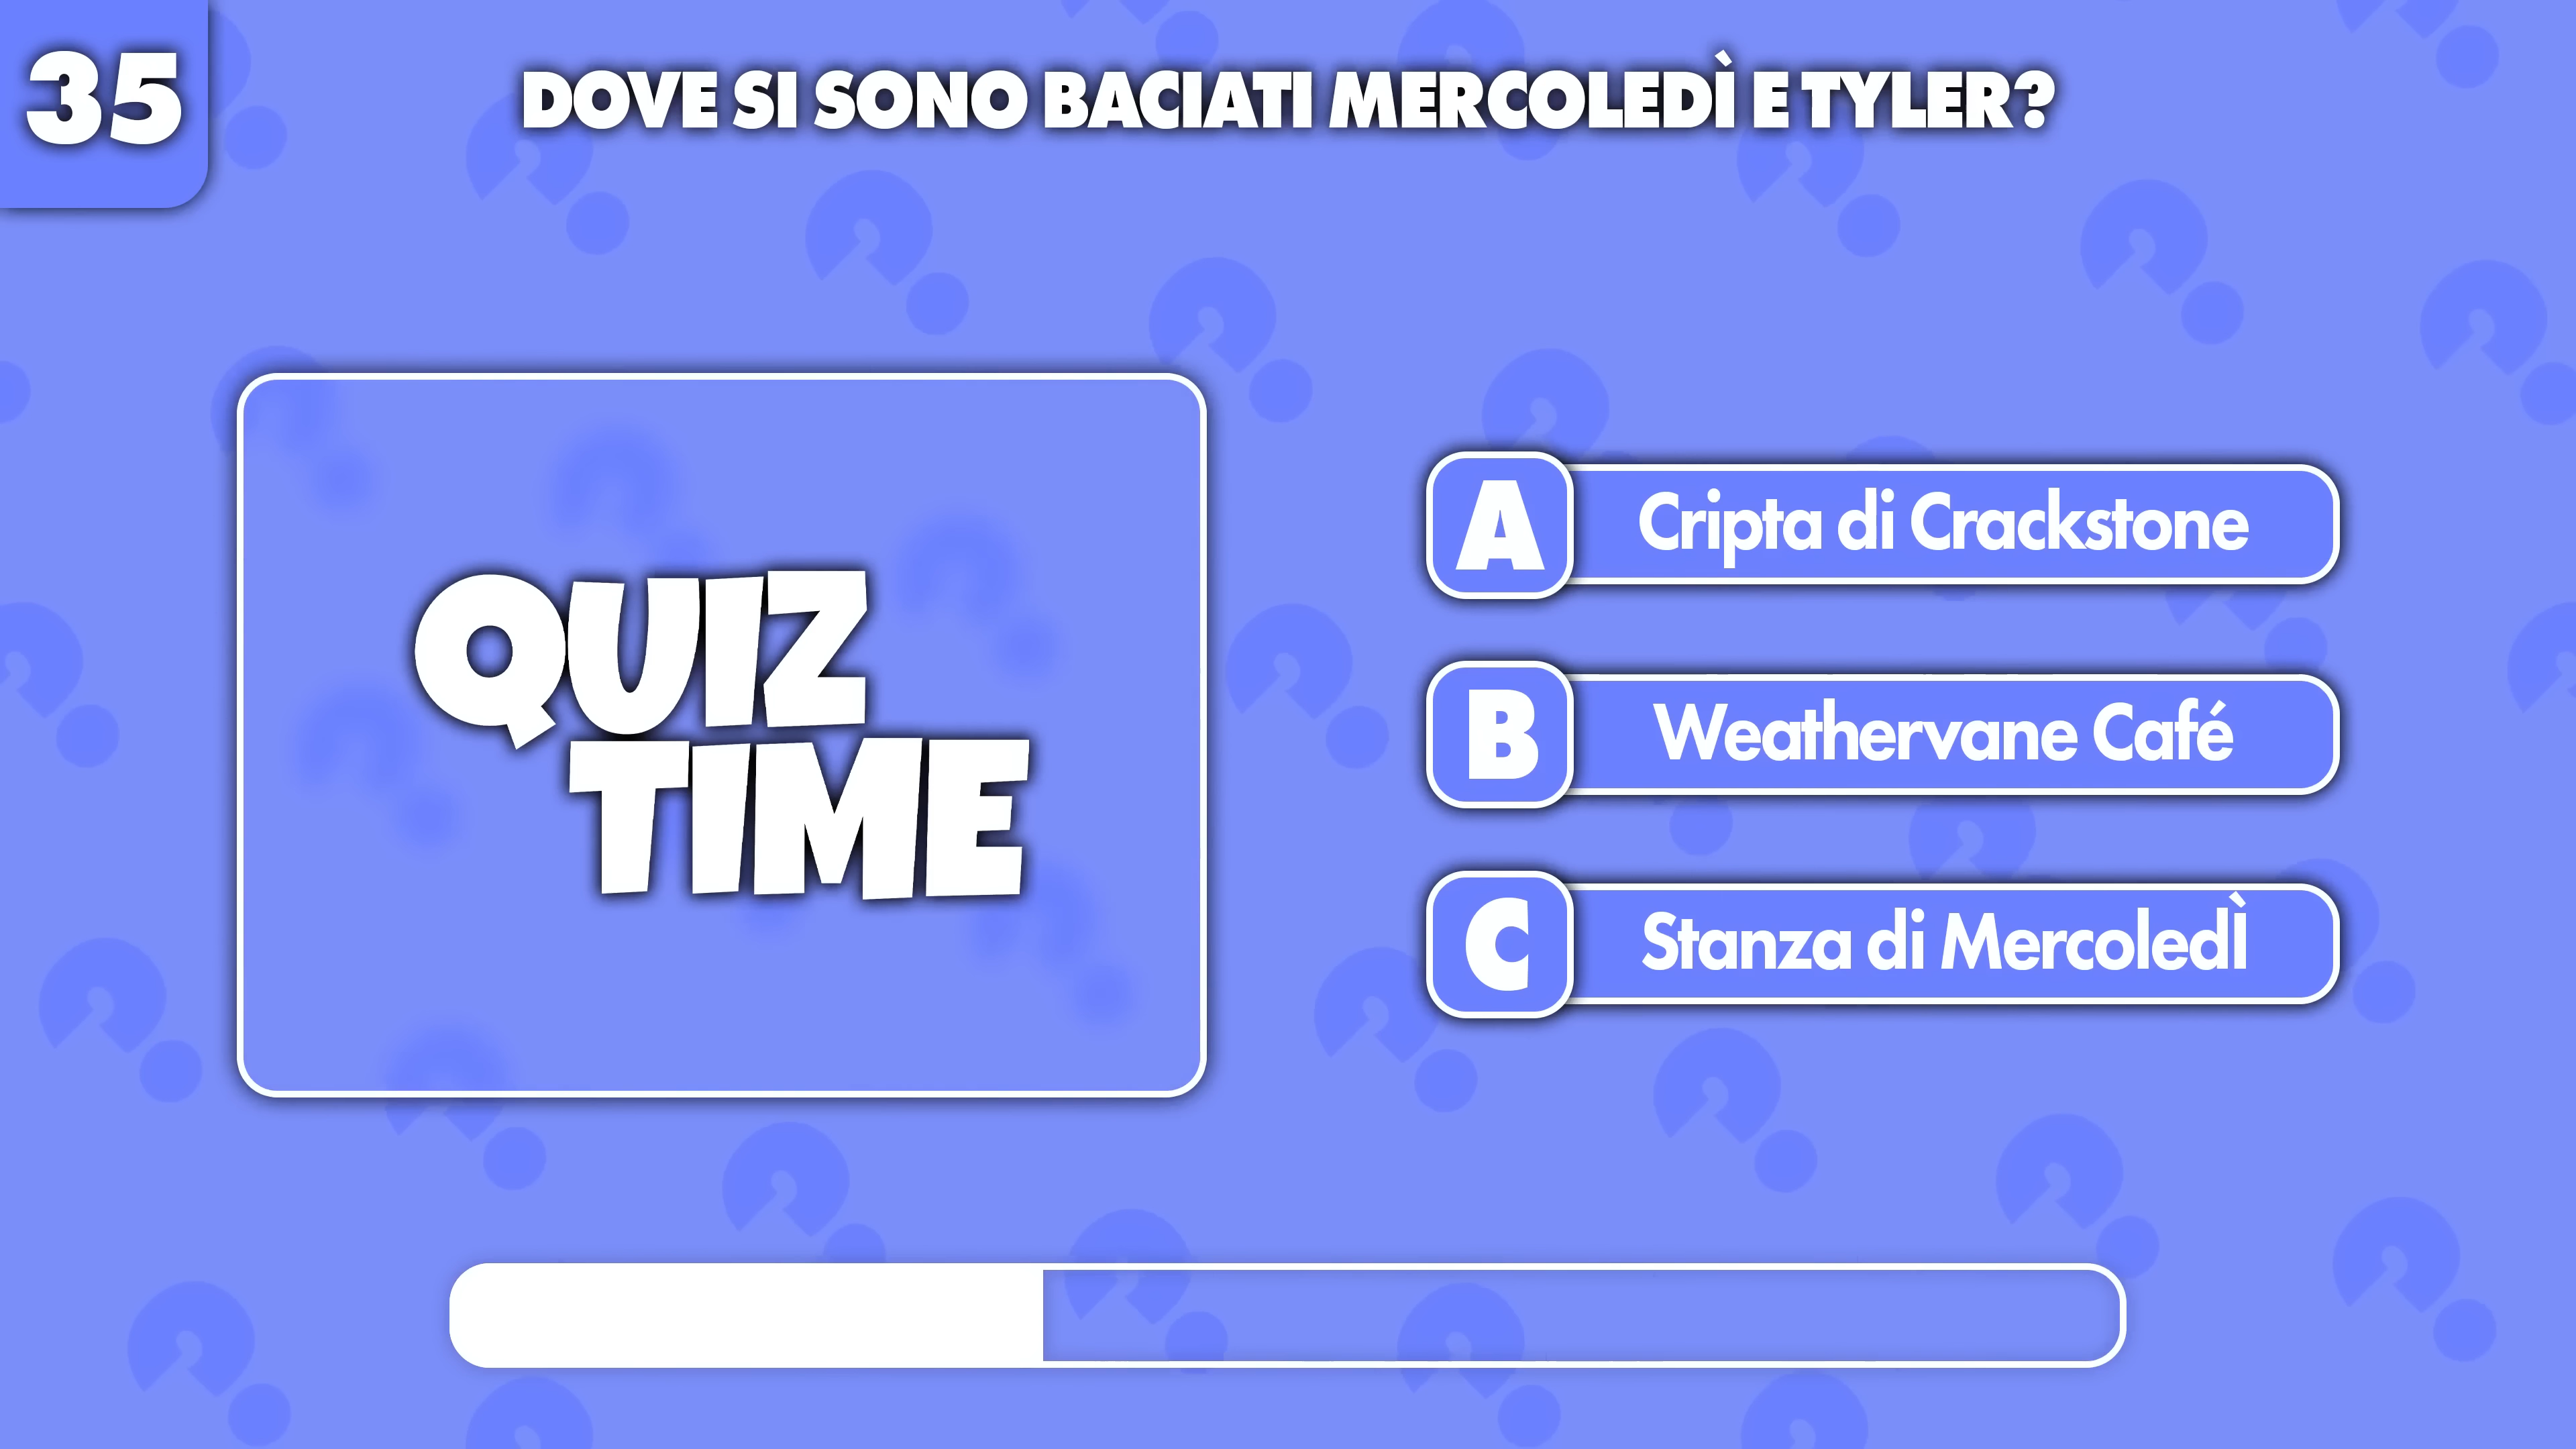 35
DOVE SI SONO BACIATI MERCOLEDÌ E TYLER?
QUIZ
TIME
A Cripta di Crackstone
B Weathervane Café
C Stanza di MercoledÌ